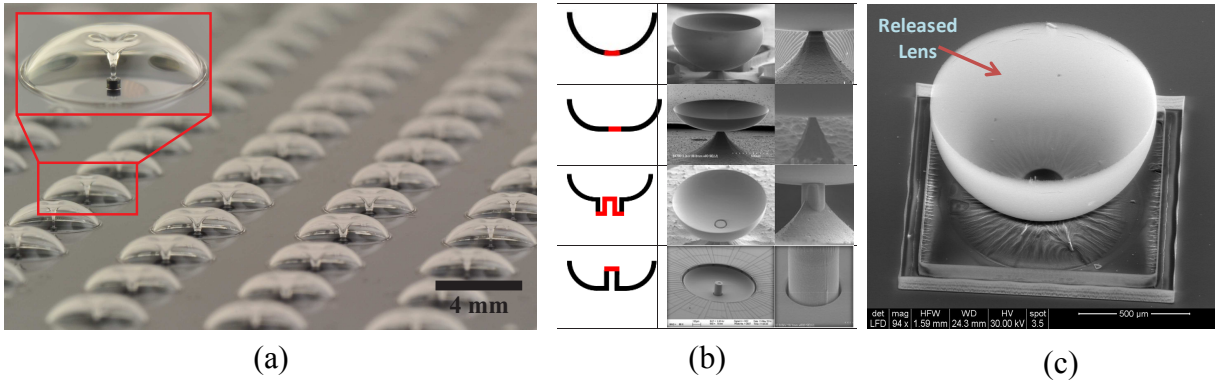 4 mm
Released
Lens
det mag HFW WD HV spot
LFD 94 x 1.59 mm 24.3 mm 30.00 kV 3.5
500 µm
(a)
(b)
(c)